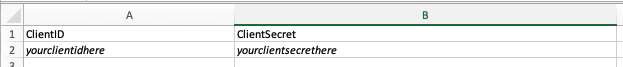 A B
1 ClientID ClientSecret
2 yourclientidhere yourclientsecrethere
3